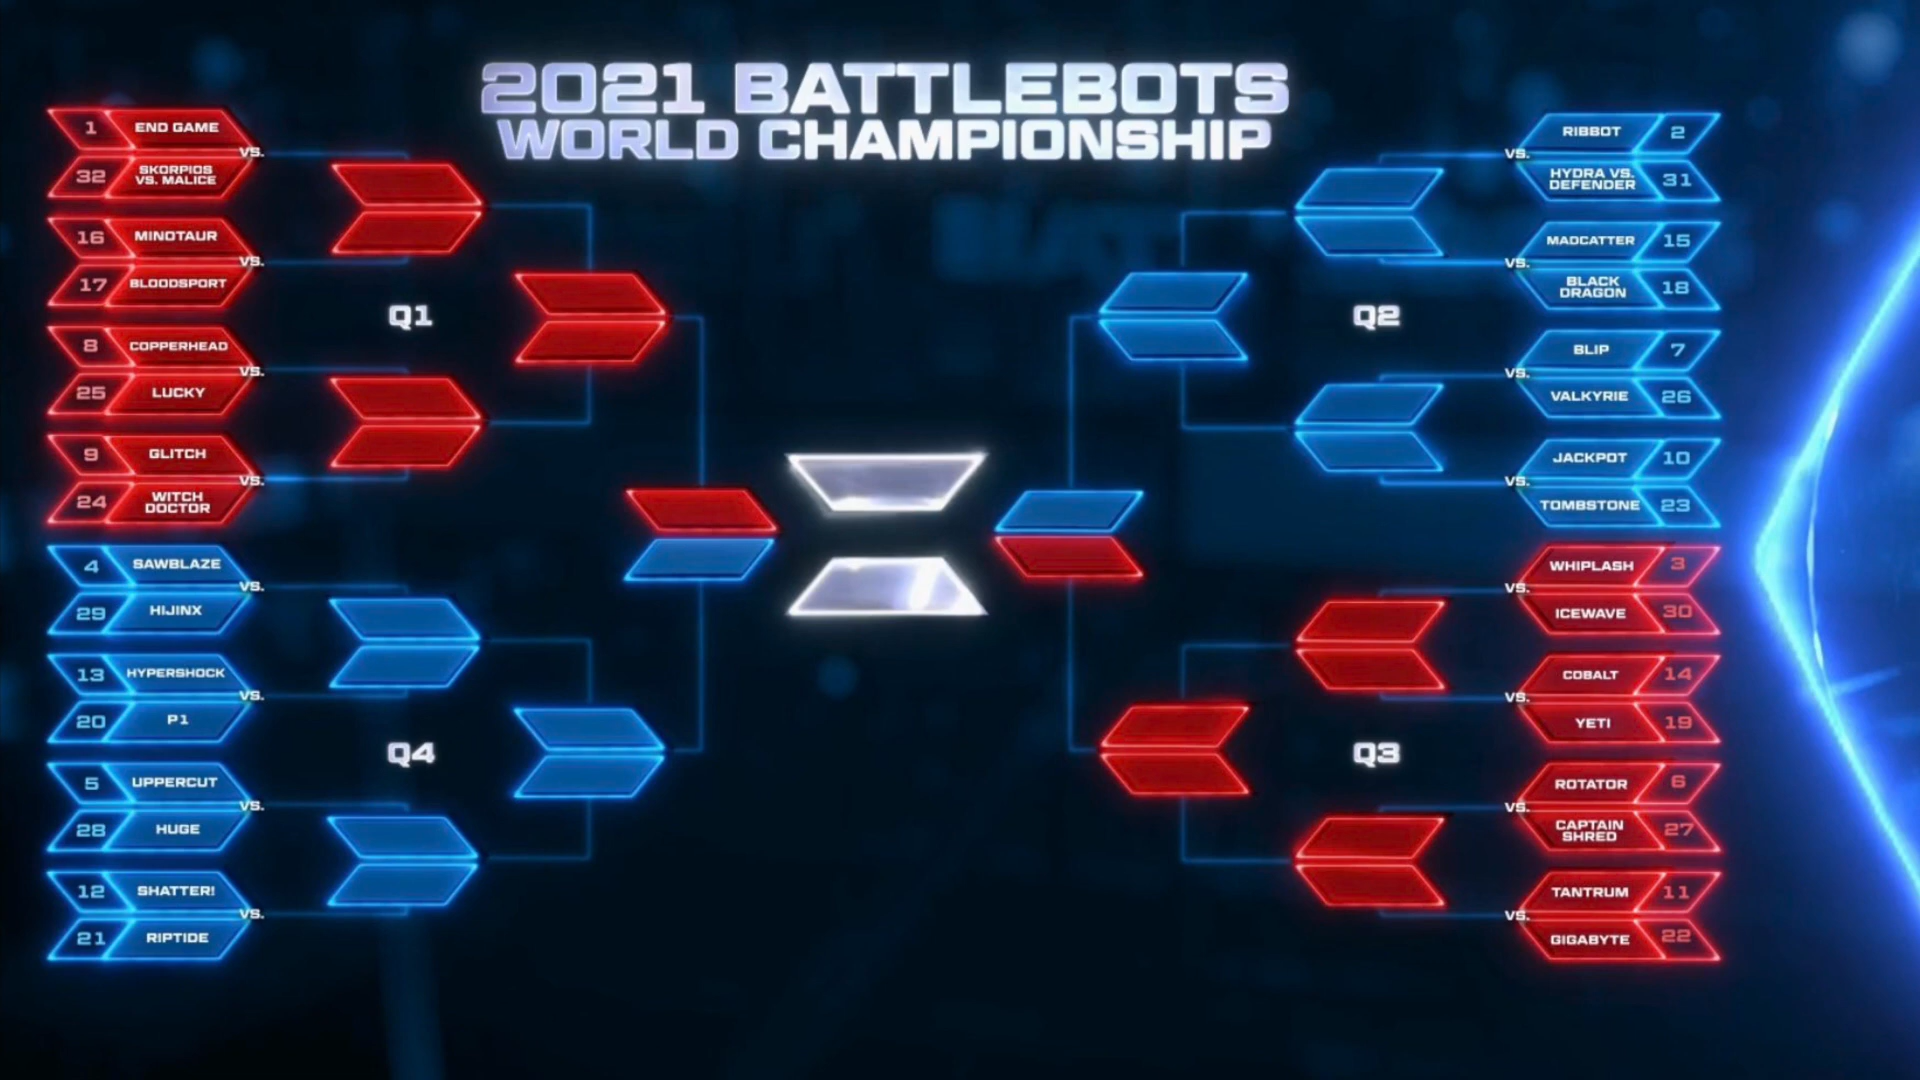 2021 BATTLEBOTS
WORLD CHAMPIONSHIP
1 END GAME
VS.
32 SKORPIOS
VS. MALICE
16 MINOTAUR
VS.
17 BLOODSPORT
8 COPPERHEAD
VS.
25 LUCKY
9 GLITCH
VS.
24 WITCH
DOCTOR
Q1
4 SAWBLAZE
VS.
29 HIJINX
13 HYPERSHOCK
VS.
20 P1
5 UPPERCUT
VS.
28 HUGE
12 SHATTER!
VS.
21 RIPTIDE
Q4
RIBBOT 2
VS.
HYDRA VS.
DEFENDER 31
MADCATTER 15
VS.
BLACK
DRAGON 18
BLIP 7
VS.
VALKYRIE 26
JACKPOT 10
VS.
TOMBSTONE 23
Q2
WHIPLASH 3
VS.
ICEWAVE 30
COBALT 14
VS.
YETI 19
ROTATOR 6
VS.
CAPTAIN
SHRED 27
TANTRUM 11
VS.
GIGABYTE 22
Q3